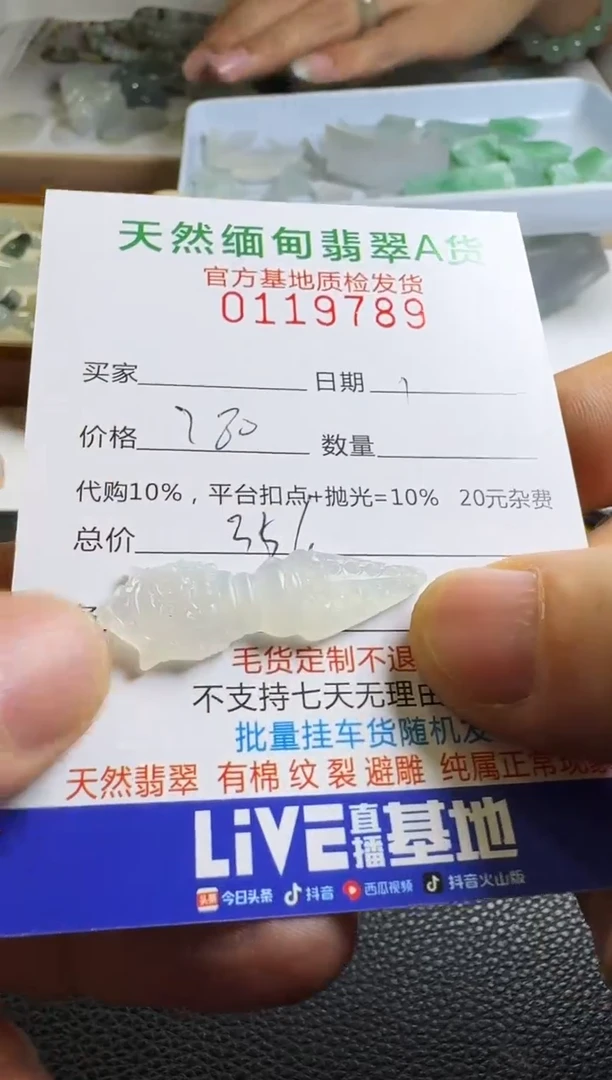 天然缅甸翡翠A货
官方基地质检发货
0119789
买家 日期
价格 280 数量
代购10%，平台扣点+抛光=10% 20元杂费
总价
毛货定制不退
不支持七天无理由
批量挂车货随机发
天然翡翠 有棉纹裂避雕 纯属正常现象
LiVE直播基地
头条 今日头条 抖音 西瓜视频 抖音火山版